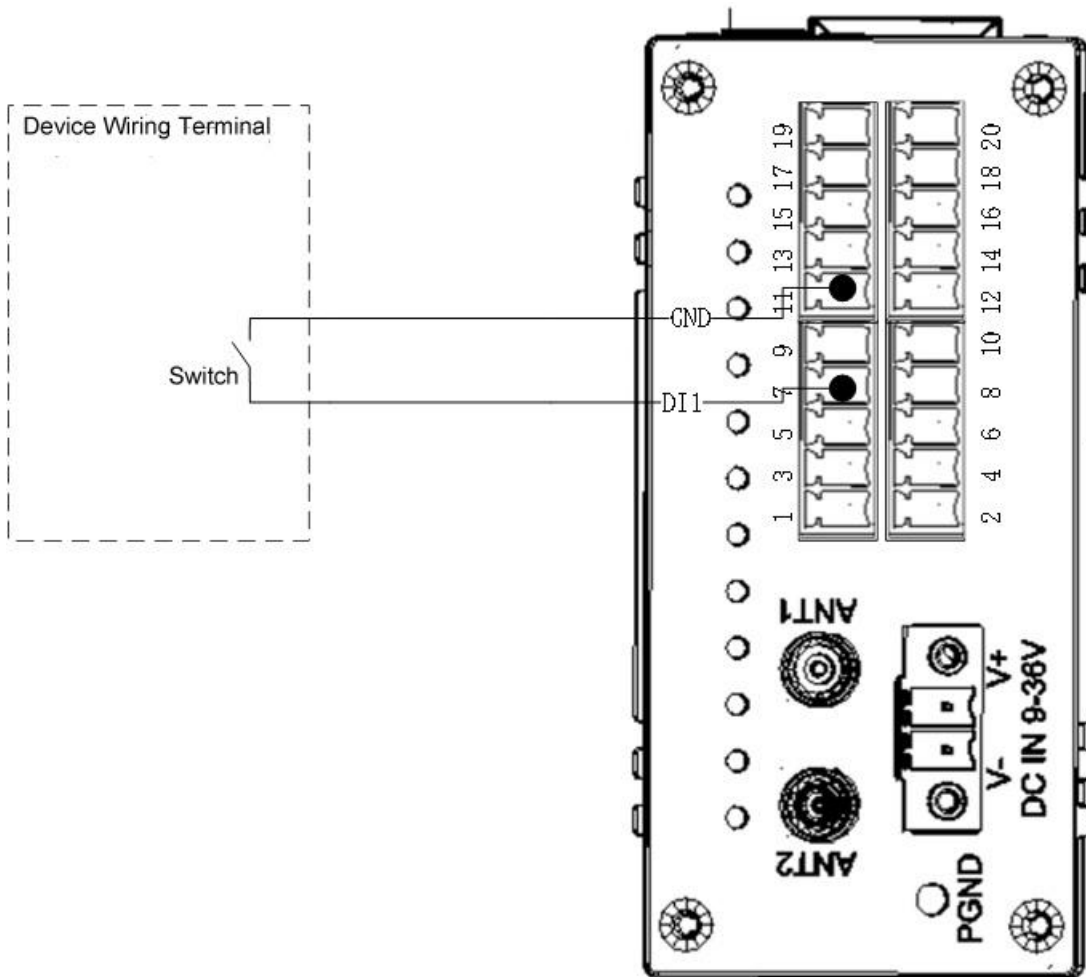 Device Wiring Terminal
Switch
GND
DI1
19
17
15
13
11
9
7
5
3
1
20
18
16
14
12
10
8
6
4
2
ANT1
ANT2
V+
V-
DC IN 9-36V
PGND